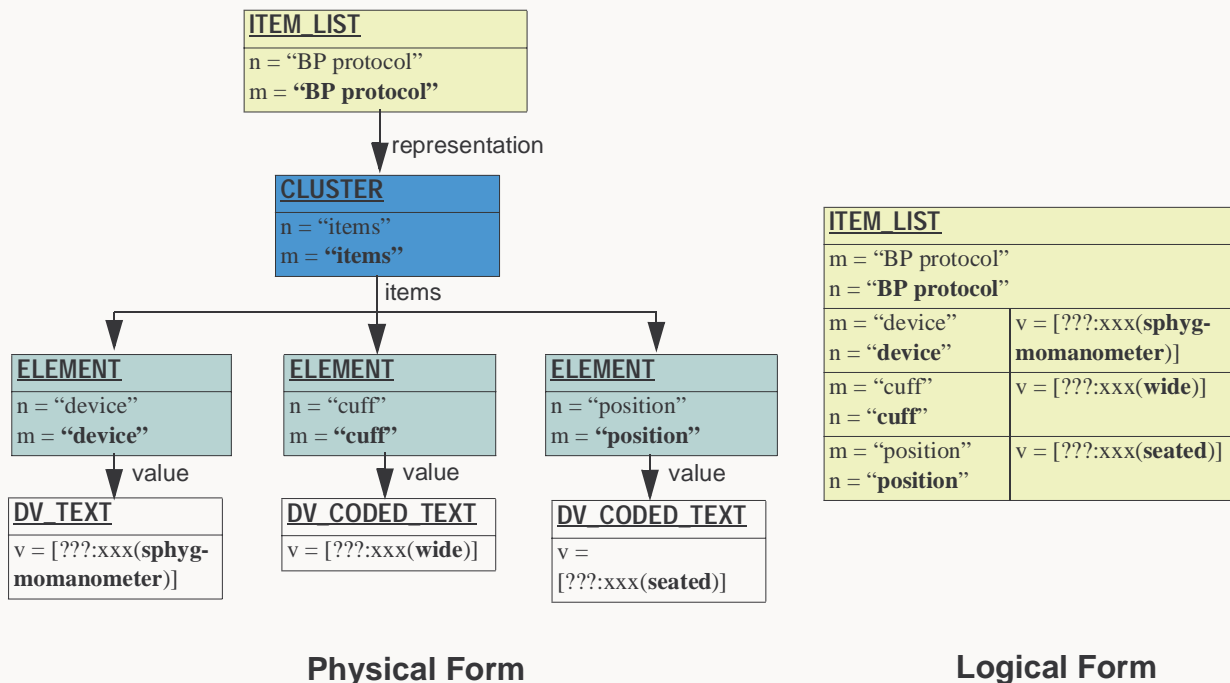 ITEM_LIST
n = “BP protocol”
m = “BP protocol”
representation
CLUSTER
n = “items”
m = “items”
items
ELEMENT
n = “device”
m = “device”
value
DV_TEXT
v = [???:xxx(sphyg-
momanometer)]
ELEMENT
n = “cuff”
m = “cuff”
value
DV_CODED_TEXT
v = [???:xxx(wide)]
ELEMENT
n = “position”
m = “position”
value
DV_CODED_TEXT
v =
[???:xxx(seated)]
Physical Form
ITEM_LIST
m = “BP protocol”
n = “BP protocol”
m = “device”
n = “device”
v = [???:xxx(sphyg-
momanometer)]
m = “cuff”
n = “cuff”
v = [???:xxx(wide)]
m = “position”
n = “position”
v = [???:xxx(seated)]
Logical Form